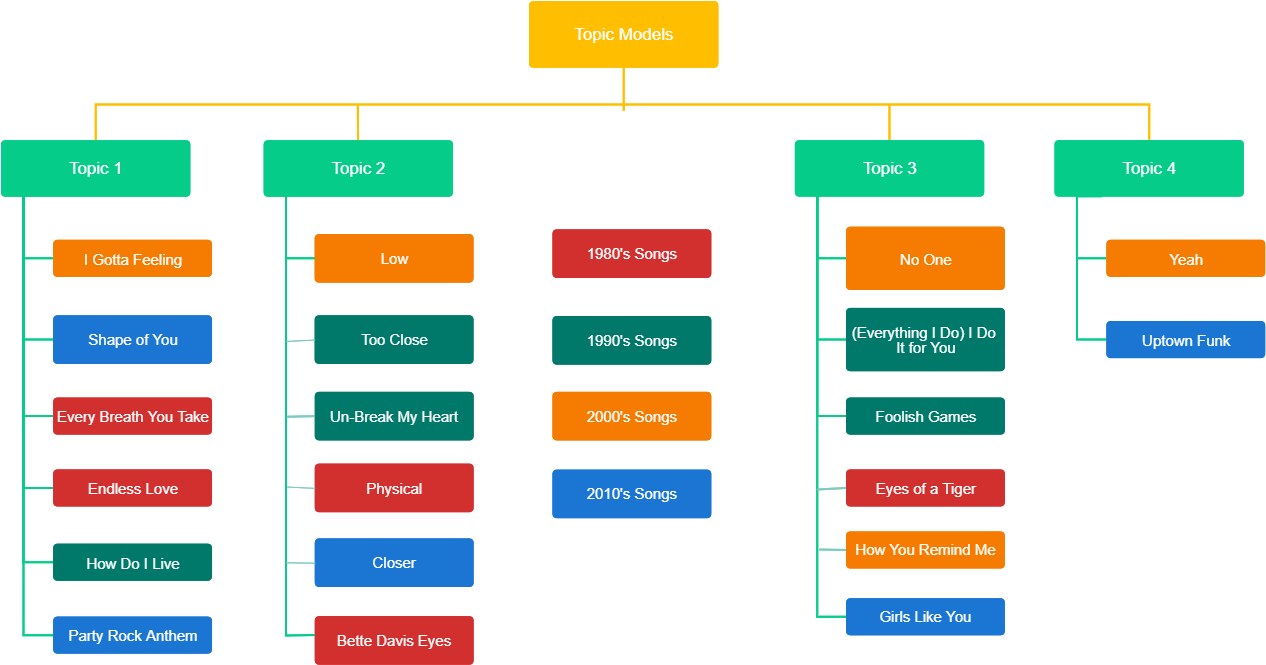 Topic Models
Topic 1
Topic 2
Topic 3
Topic 4
I Gotta Feeling
Shape of You
Every Breath You Take
Endless Love
How Do I Live
Party Rock Anthem
Low
Too Close
Un-Break My Heart
Physical
Closer
Bette Davis Eyes
1980's Songs
1990's Songs
2000's Songs
2010's Songs
No One
(Everything I Do) I Do
It for You
Foolish Games
Eyes of a Tiger
How You Remind Me
Girls Like You
Yeah
Uptown Funk